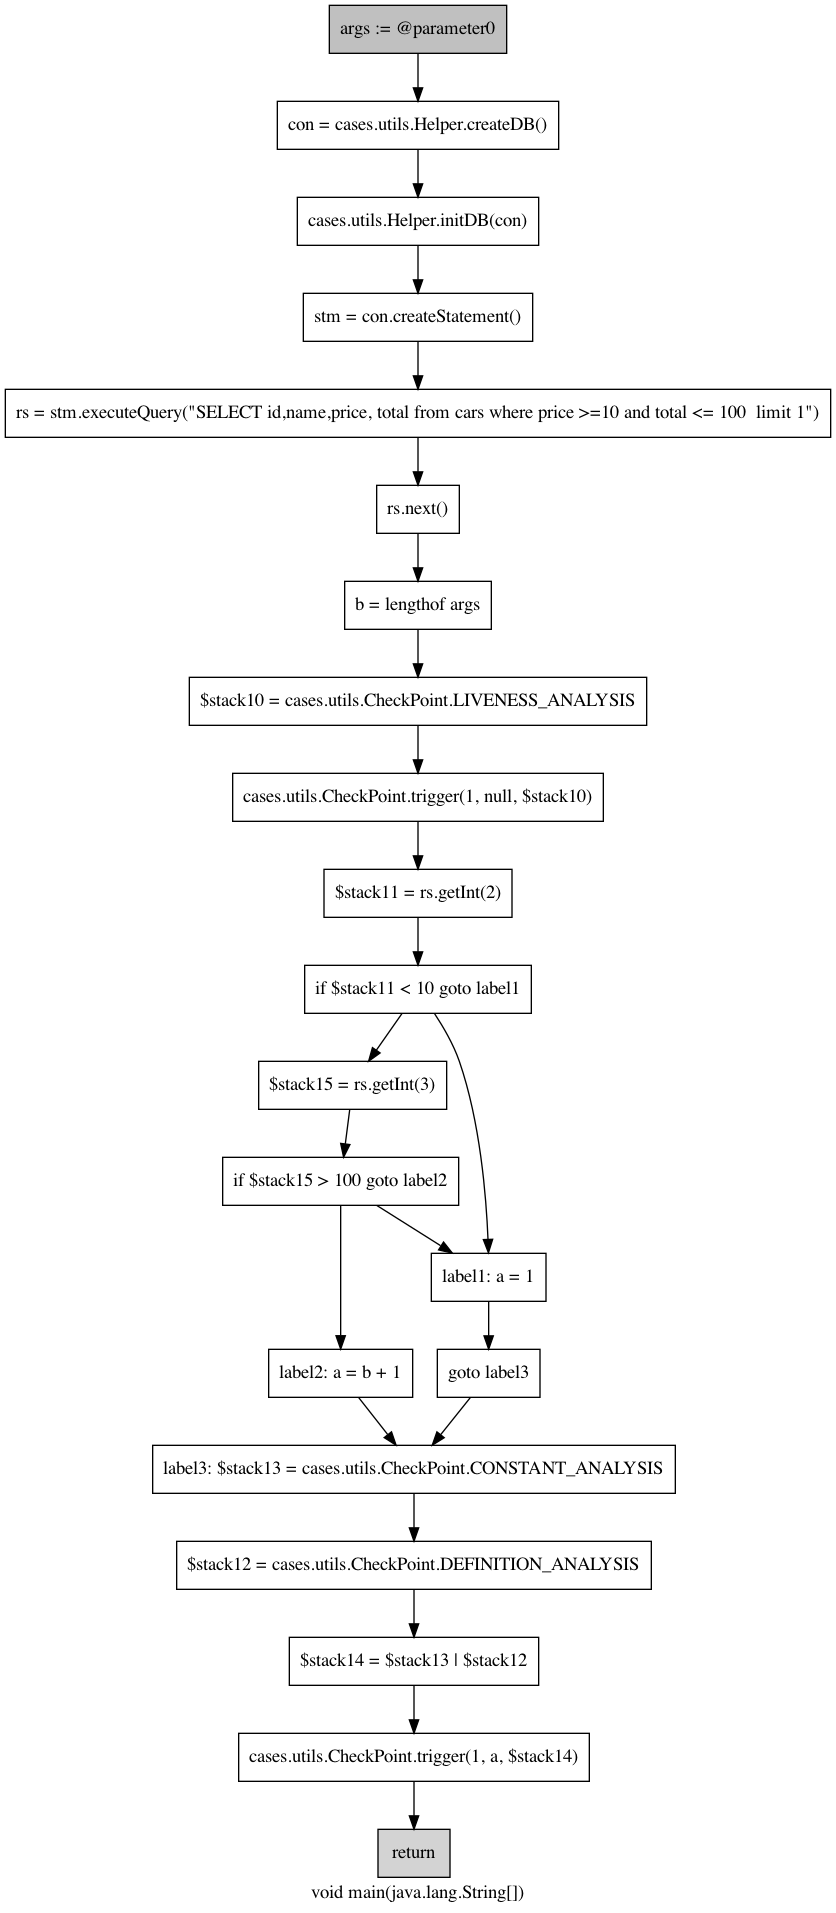 args := @parameter0
con = cases.utils.Helper.createDB()
cases.utils.Helper.initDB(con)
stm = con.createStatement()
rs = stm.executeQuery("SELECT id,name,price, total from cars where price >=10 and total <= 100  limit 1")
rs.next()
b = lengthof args
$stack10 = cases.utils.CheckPoint.LIVENESS_ANALYSIS
cases.utils.CheckPoint.trigger(1, null, $stack10)
$stack11 = rs.getInt(2)
if $stack11 < 10 goto label1
$stack15 = rs.getInt(3)
if $stack15 > 100 goto label2
label1: a = 1
label2: a = b + 1
goto label3
label3: $stack13 = cases.utils.CheckPoint.CONSTANT_ANALYSIS
$stack12 = cases.utils.CheckPoint.DEFINITION_ANALYSIS
$stack14 = $stack13 | $stack12
cases.utils.CheckPoint.trigger(1, a, $stack14)
return
void main(java.lang.String[])